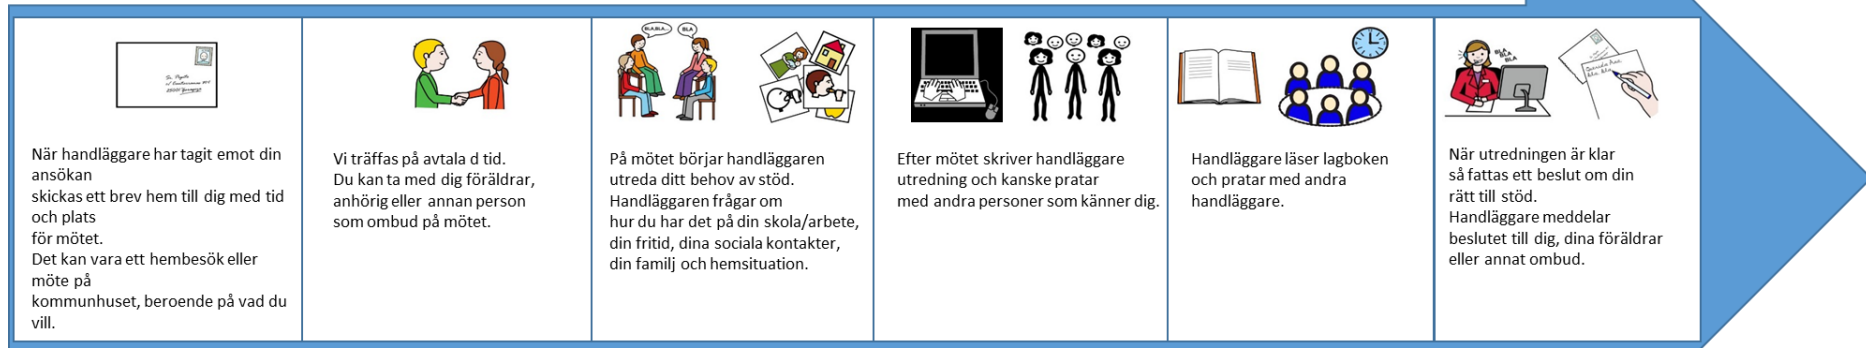 När handläggare har tagit emot din
ansökan
skickas ett brev hem till dig med tid
och plats
för mötet.
Det kan vara ett hembesök eller
möte på
kommunhuset, beroende på vad du
vill.
Vi träffas på avtala d tid.
Du kan ta med dig föräldrar,
anhörig eller annan person
som ombud på mötet.
BLA,BLA...
BLA
På mötet börjar handläggaren
utreda ditt behov av stöd.
Handläggaren frågar om
hur du har det på din skola/arbete,
din fritid, dina sociala kontakter,
din familj och hemsituation.
Efter mötet skriver handläggare
utredning och kanske pratar
med andra personer som känner dig.
Handläggare läser lagboken
och pratar med andra
handläggare.
BLA
BLA
BLA
När utredningen är klar
så fattas ett beslut om din
rätt till stöd.
Handläggare meddelar
beslutet till dig, dina föräldrar
eller annat ombud.